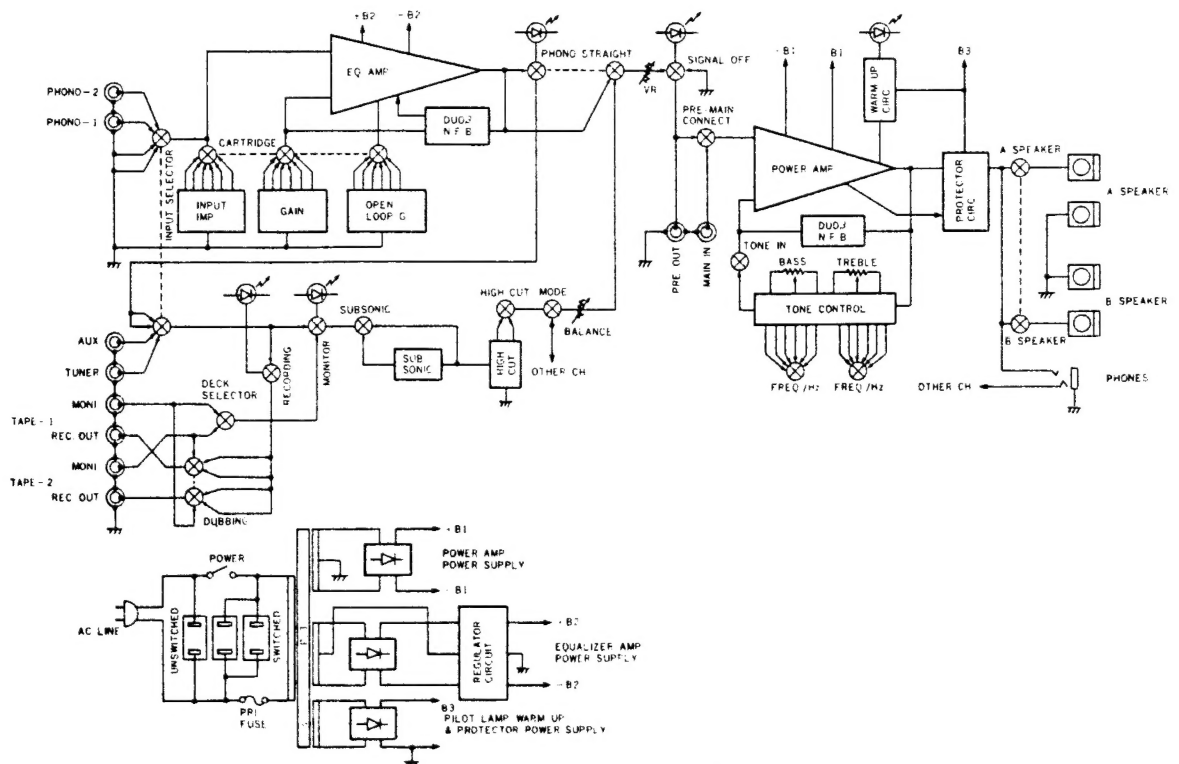 +B2
-B2
PHONO STRAIGHT
SIGNAL OFF
EQ AMP
VR
-B1
B1
WARM UP
CIRC
B3
PHONO-2
PHONO-1
PRE-MAIN
CONNECT
DUO.β
N.F.B
INPUT SELECTOR
CARTRIDGE
POWER AMP
PROTECTOR
CIRC
A SPEAKER
A SPEAKER
INPUT
IMP
GAIN
OPEN
LOOP G
DUO.β
N.F.B
TONE IN
PRE OUT
MAIN IN
BASS
TREBLE
TONE CONTROL
B SPEAKER
B SPEAKER
HIGH CUT
MODE
BALANCE
SUBSONIC
AUX
TUNER
RECORDING
MONITOR
SUB
SONIC
HIGH
CUT
OTHER CH
FREQ/Hz
FREQ/Hz
OTHER CH
PHONES
DECK
SELECTOR
MONI
TAPE-1
REC OUT
MONI
TAPE-2
REC OUT
DUBBING
+B1
POWER AMP
POWER SUPPLY
-B1
POWER
AC LINE
UNSWITCHED
SWITCHED
PRI
FUSE
REGULATOR
CIRCUIT
+B2
EQUALIZER AMP
POWER SUPPLY
-B2
B3
PILOT LAMP WARM UP
& PROTECTOR POWER SUPPLY